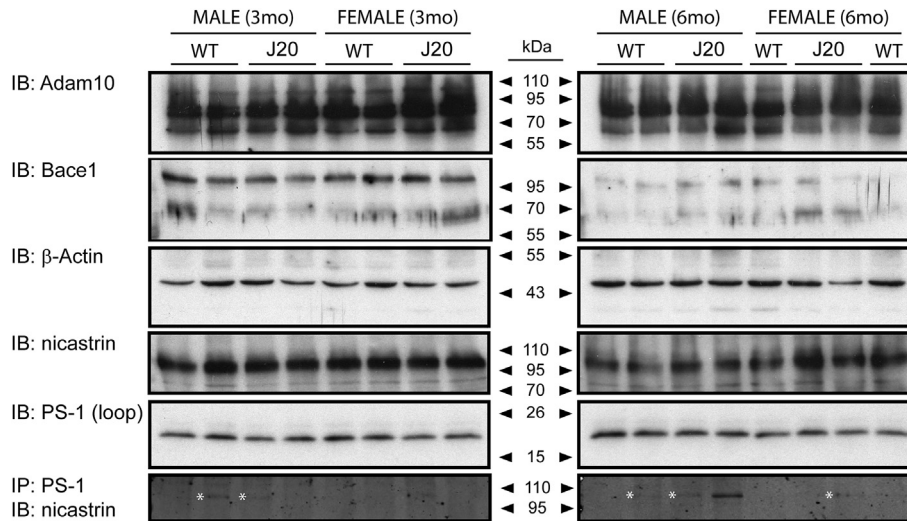 MALE (3mo) FEMALE (3mo) MALE (6mo) FEMALE (6mo)
WT J20 WT J20 kDa WT J20 WT J20 WT
IB: Adam10
110
95
70
55
IB: Bace1
95
70
55
IB: β-Actin
55
43
IB: nicastrin
110
95
70
IB: PS-1 (loop)
26
15
IP: PS-1
IB: nicastrin
110
95
* * * * *